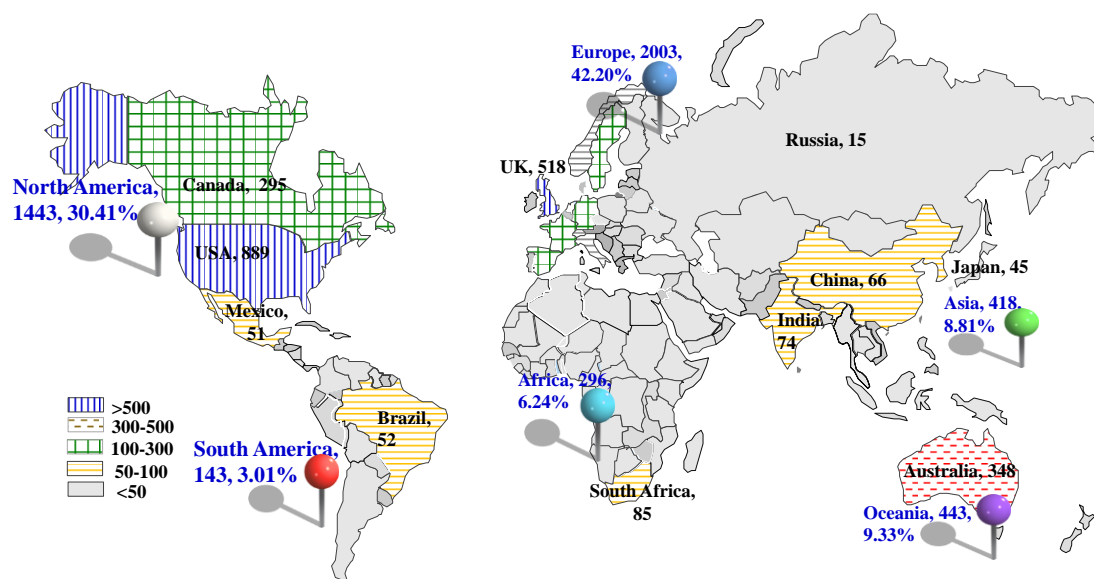 Europe, 2003,
42.20%
Russia, 15
UK, 518
Canada, 295
North America,
1443, 30.41%
USA, 889
Mexico,
51
China, 66
Japan, 45
India
74
Asia, 418,
8.81%
Africa, 296,
6.24%
>500
300-500
100-300
50-100
<50
Brazil,
52
South America,
143, 3.01%
South Africa,
85
Australia, 348
Oceania, 443,
9.33%